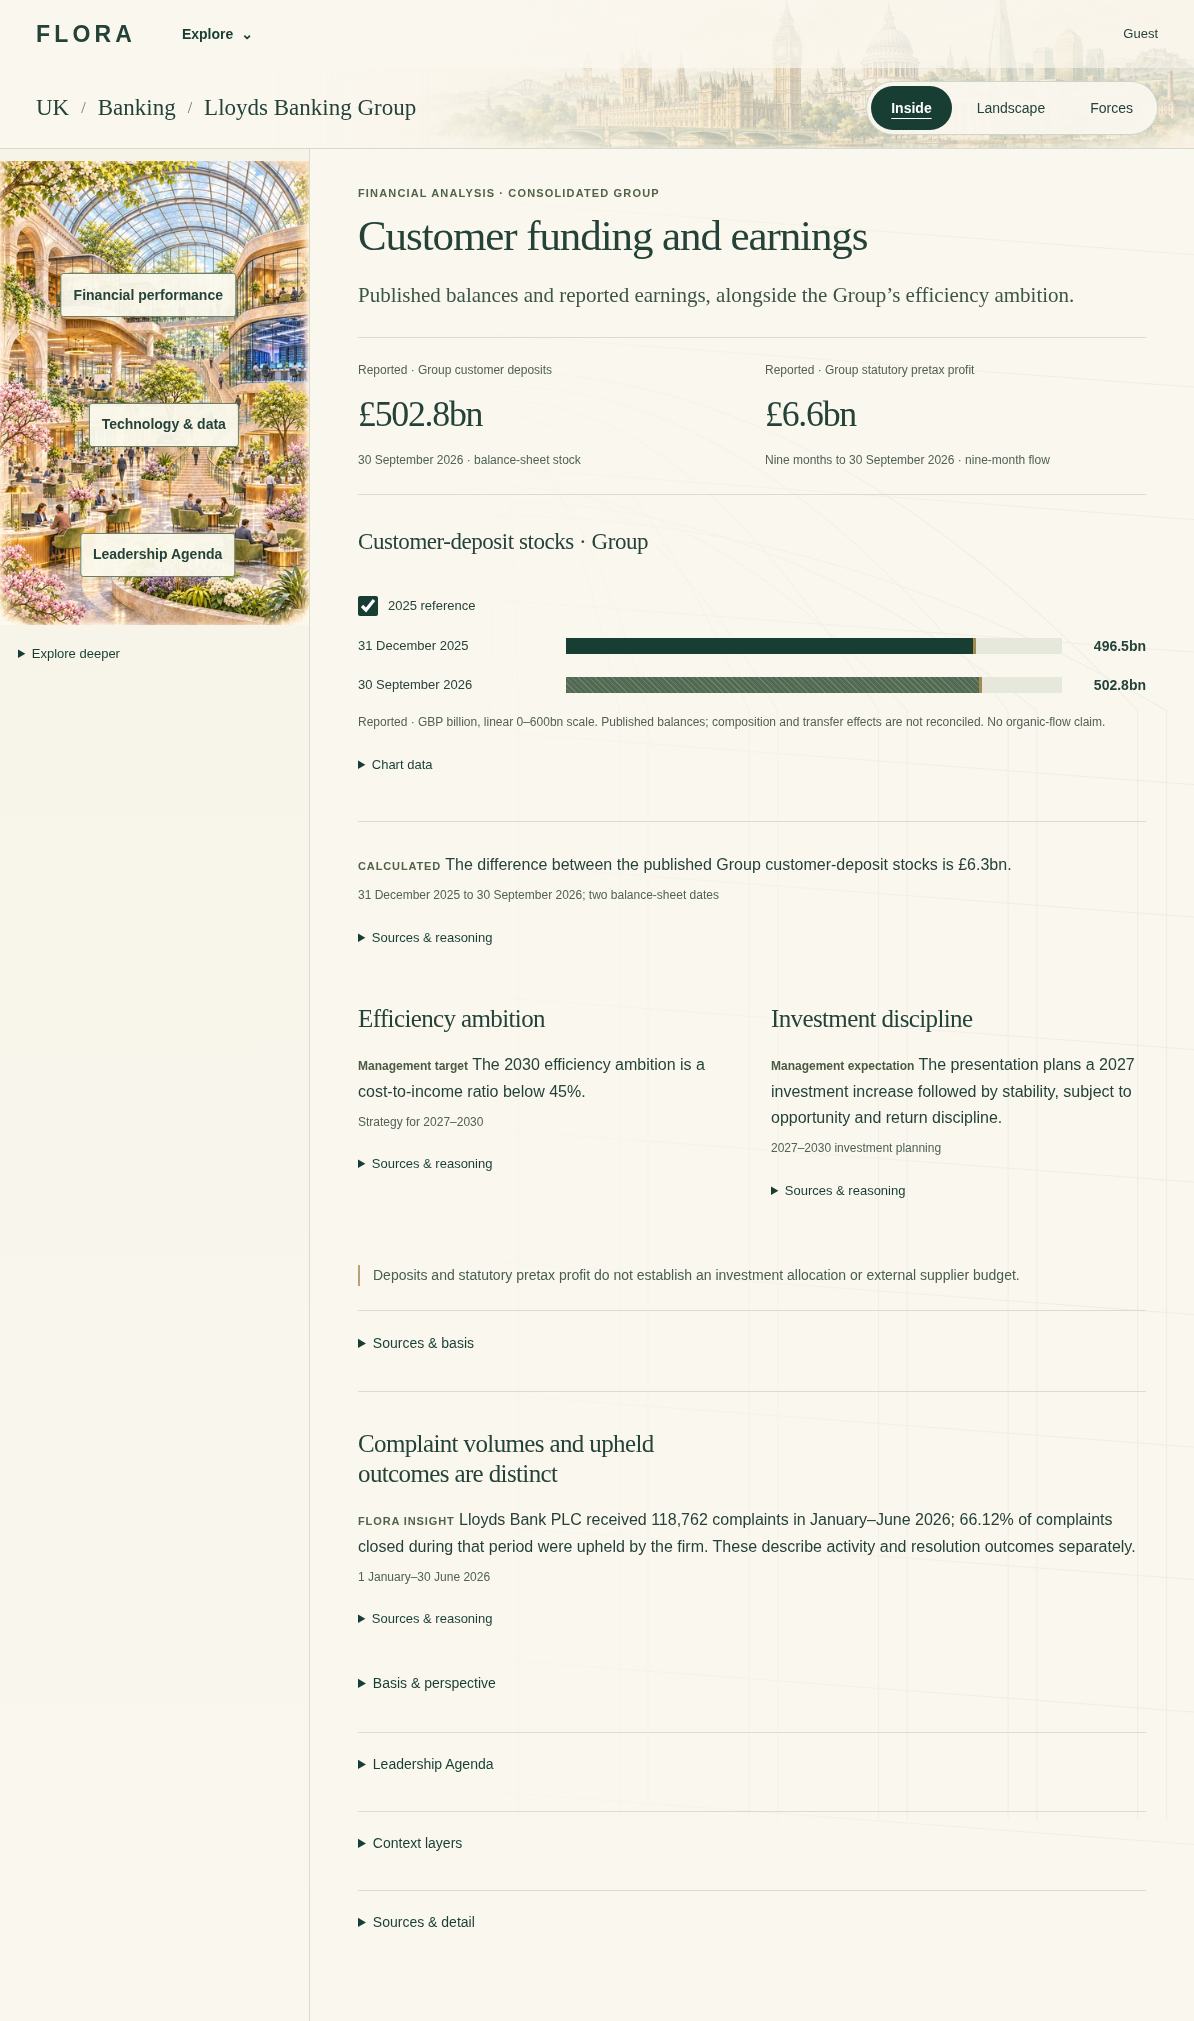 FLORA
Explore
Guest
UK / Banking / Lloyds Banking Group
Inside
Landscape
Forces
Financial performance
Technology & data
Leadership Agenda
Explore deeper
FINANCIAL ANALYSIS · CONSOLIDATED GROUP
Customer funding and earnings
Published balances and reported earnings, alongside the Group’s efficiency ambition.
Reported · Group customer deposits
£502.8bn
30 September 2026 · balance-sheet stock
Reported · Group statutory pretax profit
£6.6bn
Nine months to 30 September 2026 · nine-month flow
Customer-deposit stocks · Group
2025 reference
31 December 2025
496.5bn
30 September 2026
502.8bn
Reported · GBP billion, linear 0–600bn scale. Published balances; composition and transfer effects are not reconciled. No organic-flow claim.
Chart data
CALCULATED The difference between the published Group customer-deposit stocks is £6.3bn.
31 December 2025 to 30 September 2026; two balance-sheet dates
Sources & reasoning
Efficiency ambition
Management target The 2030 efficiency ambition is a
cost-to-income ratio below 45%.
Strategy for 2027–2030
Sources & reasoning
Investment discipline
Management expectation The presentation plans a 2027
investment increase followed by stability, subject to
opportunity and return discipline.
2027–2030 investment planning
Sources & reasoning
Deposits and statutory pretax profit do not establish an investment allocation or external supplier budget.
Sources & basis
Complaint volumes and upheld
outcomes are distinct
FLORA INSIGHT Lloyds Bank PLC received 118,762 complaints in January–June 2026; 66.12% of complaints
closed during that period were upheld by the firm. These describe activity and resolution outcomes separately.
1 January–30 June 2026
Sources & reasoning
Basis & perspective
Leadership Agenda
Context layers
Sources & detail